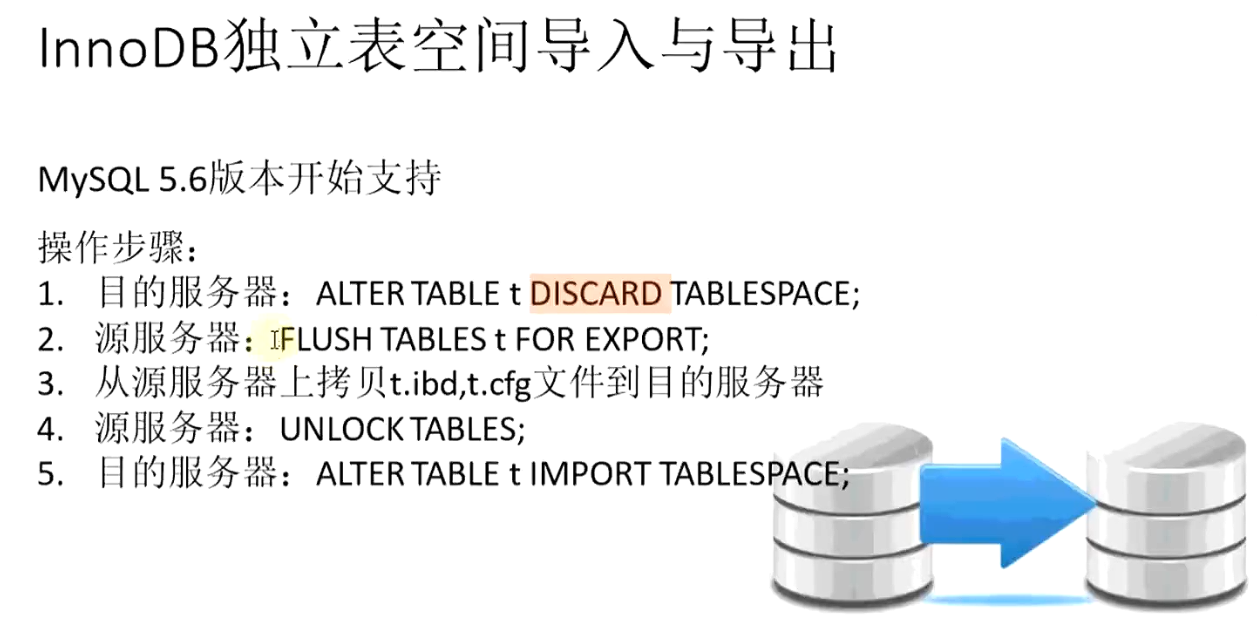 InnoDB独立表空间导入与导出
MySQL 5.6版本开始支持
操作步骤：
1. 目的服务器：ALTER TABLE t DISCARD TABLESPACE;
2. 源服务器：FLUSH TABLES t FOR EXPORT;
3. 从源服务器上拷贝t.ibd,t.cfg文件到目的服务器
4. 源服务器：UNLOCK TABLES;
5. 目的服务器：ALTER TABLE t IMPORT TABLESPACE;